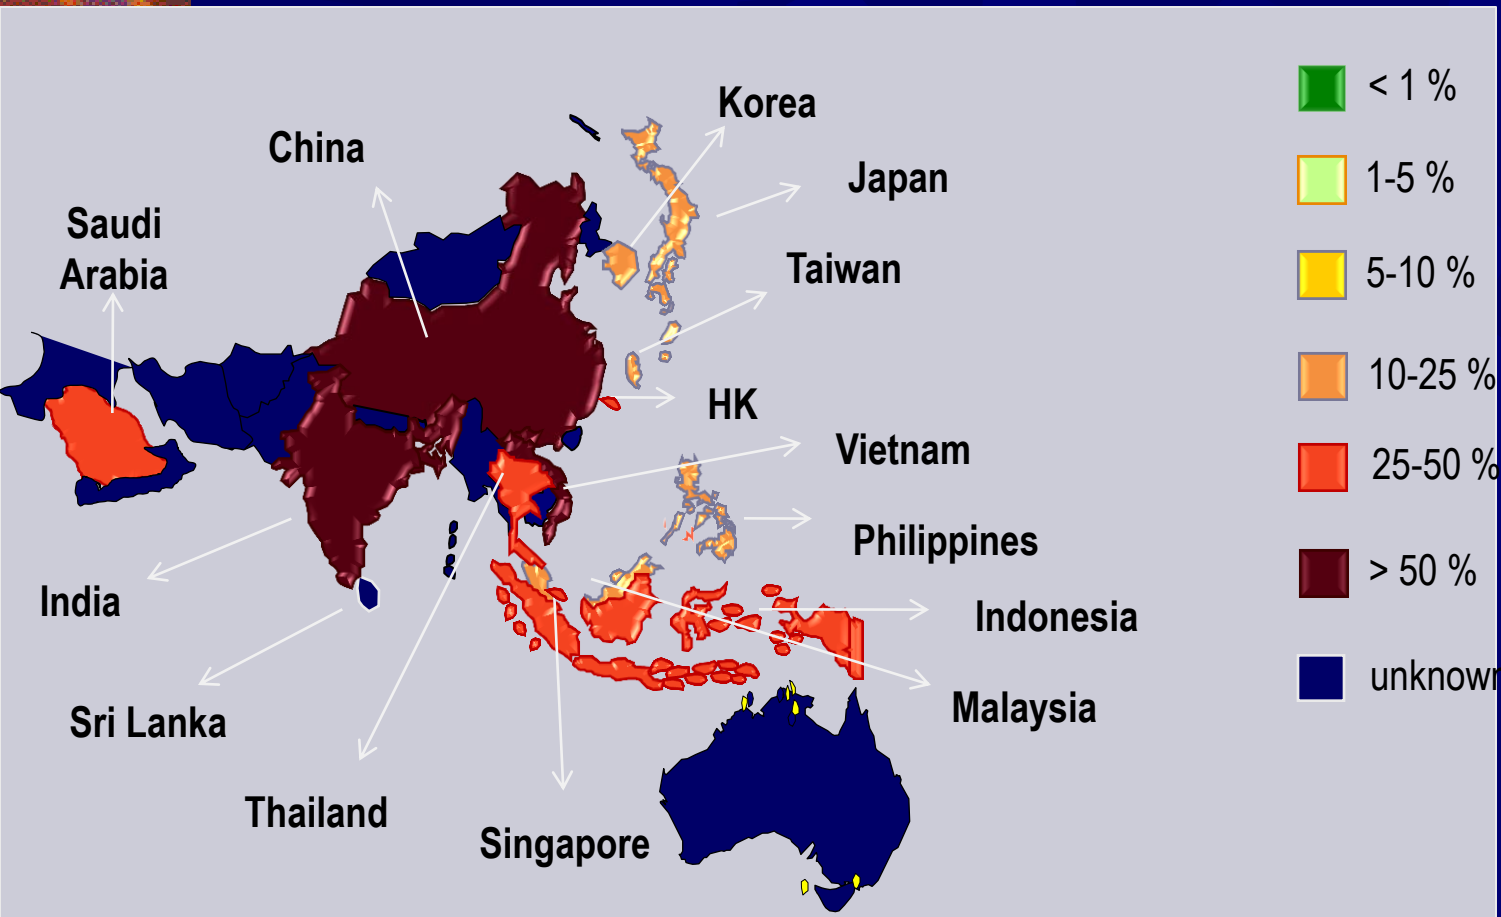 Korea
China
Japan
Saudi
Arabia
Taiwan
HK
Vietnam
Philippines
India
Indonesia
Sri Lanka
Malaysia
Thailand
Singapore
< 1 %
1-5 %
5-10 %
10-25 %
25-50 %
> 50 %
unknown